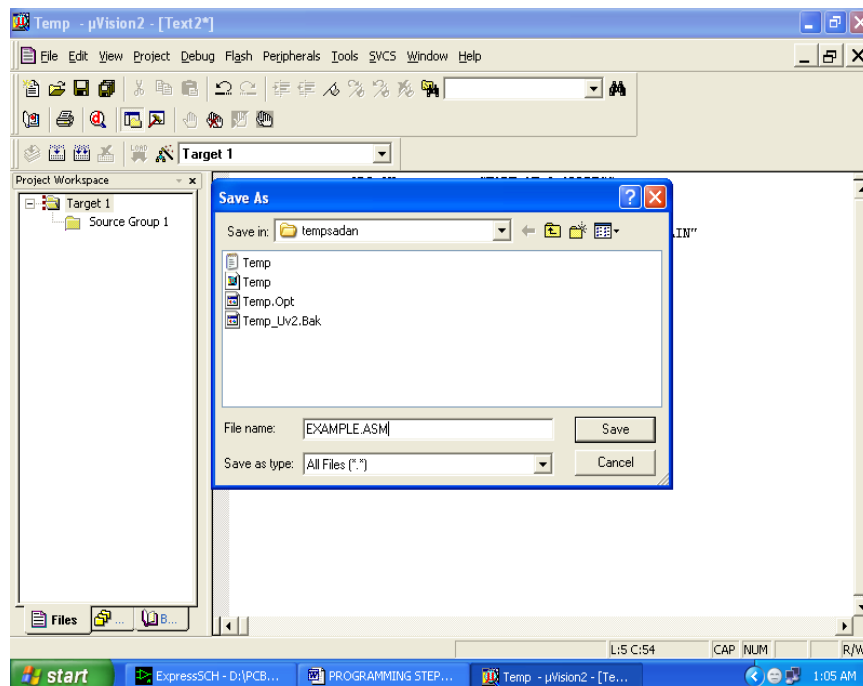 Temp - µVision2 - [Text2*]
File Edit View Project Debug Flash Peripherals Tools SVCS Window Help
LOAD Target 1
Project Workspace
Target 1
Source Group 1
Save As
Save in: tempsadan
Temp
Temp
Temp.Opt
Temp_Uv2.Bak
File name: EXAMPLE.ASM Save
Save as type: All Files (*.*) Cancel
Files ... B...
L:5 C:54 CAP NUM R/W
start ExpressSCH - D:\PCB... PROGRAMMING STEP... Temp - µVision2 - [Te... 1:05 AM